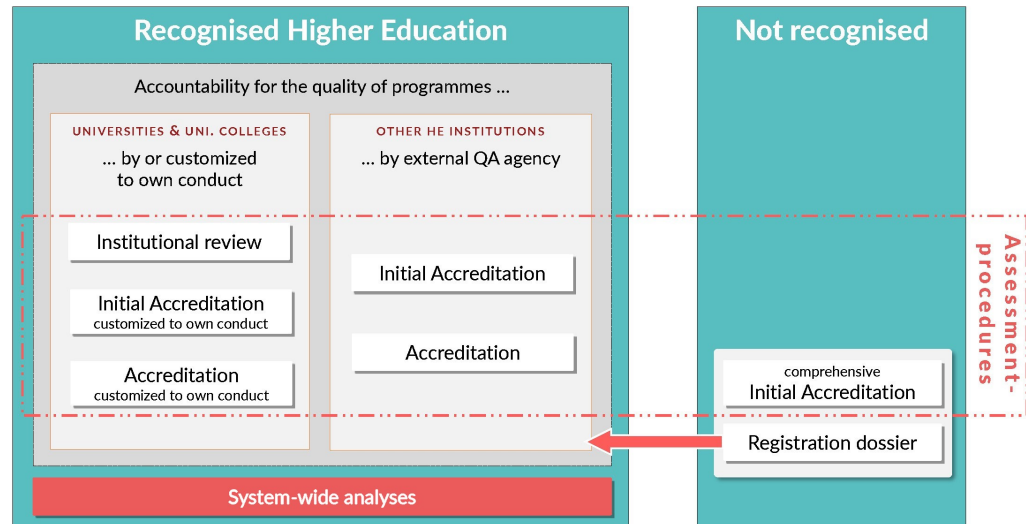 Recognised Higher Education
Accountability for the quality of programmes ...
UNIVERSITIES & UNI. COLLEGES
... by or customized
to own conduct
Institutional review
Initial Accreditation
customized to own conduct
Accreditation
customized to own conduct
OTHER HE INSTITUTIONS
... by external QA agency
Initial Accreditation
Accreditation
System-wide analyses
Not recognised
comprehensive
Initial Accreditation
Registration dossier
Assessment-
procedures